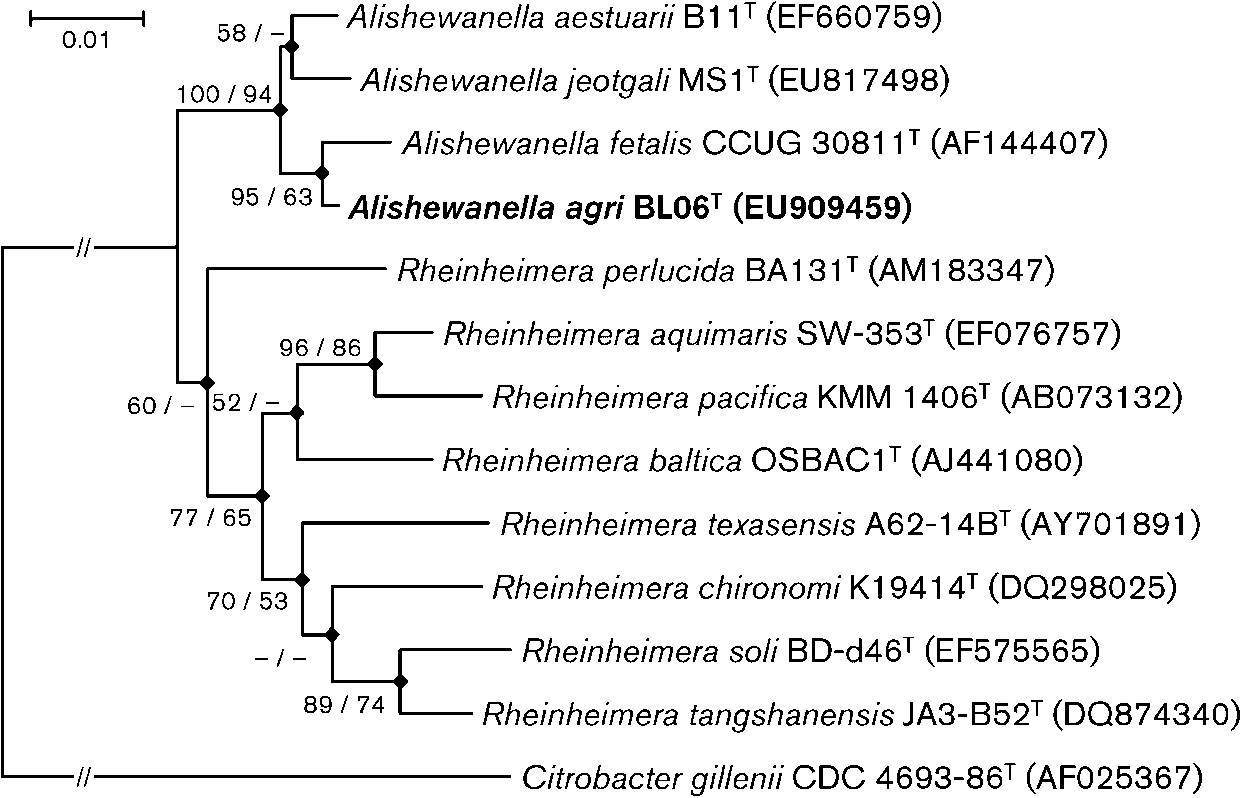 Alishewanella aestuarii B11ᵀ (EF660759)
0.01
58 / –
Alishewanella jeotgali MS1ᵀ (EU817498)
100 / 94
Alishewanella fetalis CCUG 30811ᵀ (AF144407)
95 / 63
Alishewanella agri BL06ᵀ (EU909459)
//
Rheinheimera perlucida BA131ᵀ (AM183347)
Rheinheimera aquimaris SW-353ᵀ (EF076757)
96 / 86
Rheinheimera pacifica KMM 1406ᵀ (AB073132)
60 / –
52 / –
Rheinheimera baltica OSBAC1ᵀ (AJ441080)
77 / 65
Rheinheimera texasensis A62-14Bᵀ (AY701891)
Rheinheimera chironomi K19414ᵀ (DQ298025)
70 / 53
– / –
Rheinheimera soli BD-d46ᵀ (EF575565)
89 / 74
Rheinheimera tangshanensis JA3-B52ᵀ (DQ874340)
//
Citrobacter gillenii CDC 4693-86ᵀ (AF025367)